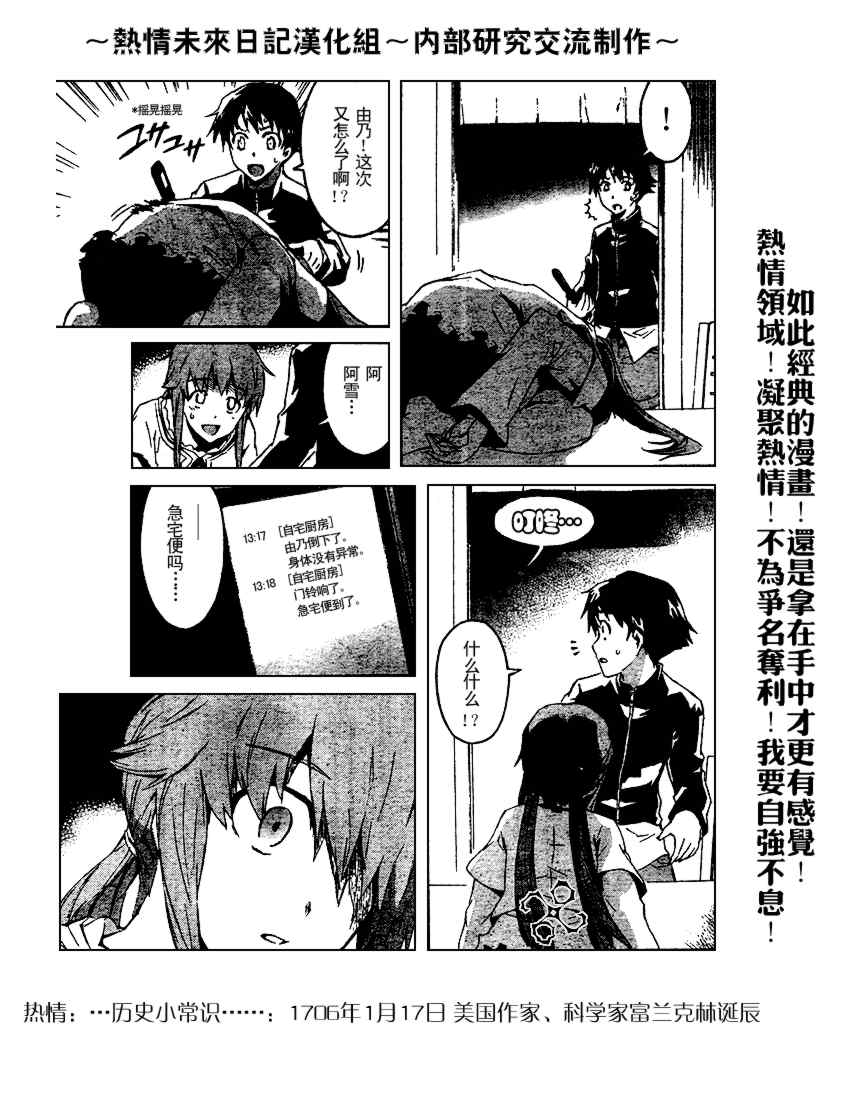 ～熱情未來日記漢化組～内部研究交流制作～
！
由乃！这次
又怎么了啊！？
*摇晃摇晃
ユサユサ
阿
阿雪…
叮咚…
什么什么！？
13:17 [自宅厨房]
由乃倒下了。
身体没有异常。
13:18 [自宅厨房]
门铃响了。
急宅便到了。
——
急宅便吗……
如此經典的漫畫！還是拿在手中才更有感覺！
熱情領域！凝聚熱情！不為爭名奪利！我要自強不息！
热情：…历史小常识……：1706年1月17日 美国作家、科学家富兰克林诞辰